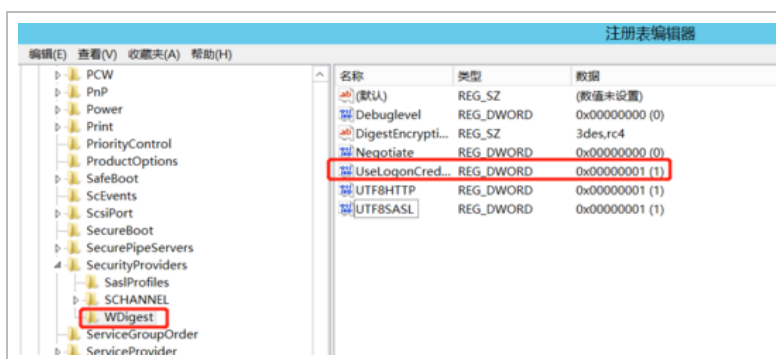 注册表编辑器
编辑(E) 查看(V) 收藏夹(A) 帮助(H)
PCW
PnP
Power
Print
PriorityControl
ProductOptions
SafeBoot
ScEvents
ScsiPort
SecureBoot
SecurePipeServers
SecurityProviders
SaslProfiles
SCHANNEL
WDigest
ServiceGroupOrder
ServiceProvider
名称 类型 数据
(默认) REG_SZ (数值未设置)
Debuglevel REG_DWORD 0x00000000 (0)
DigestEncrypti... REG_SZ 3des,rc4
Negotiate REG_DWORD 0x00000000 (0)
UseLogonCred... REG_DWORD 0x00000001 (1)
UTF8HTTP REG_DWORD 0x00000001 (1)
UTF8SASL REG_DWORD 0x00000001 (1)